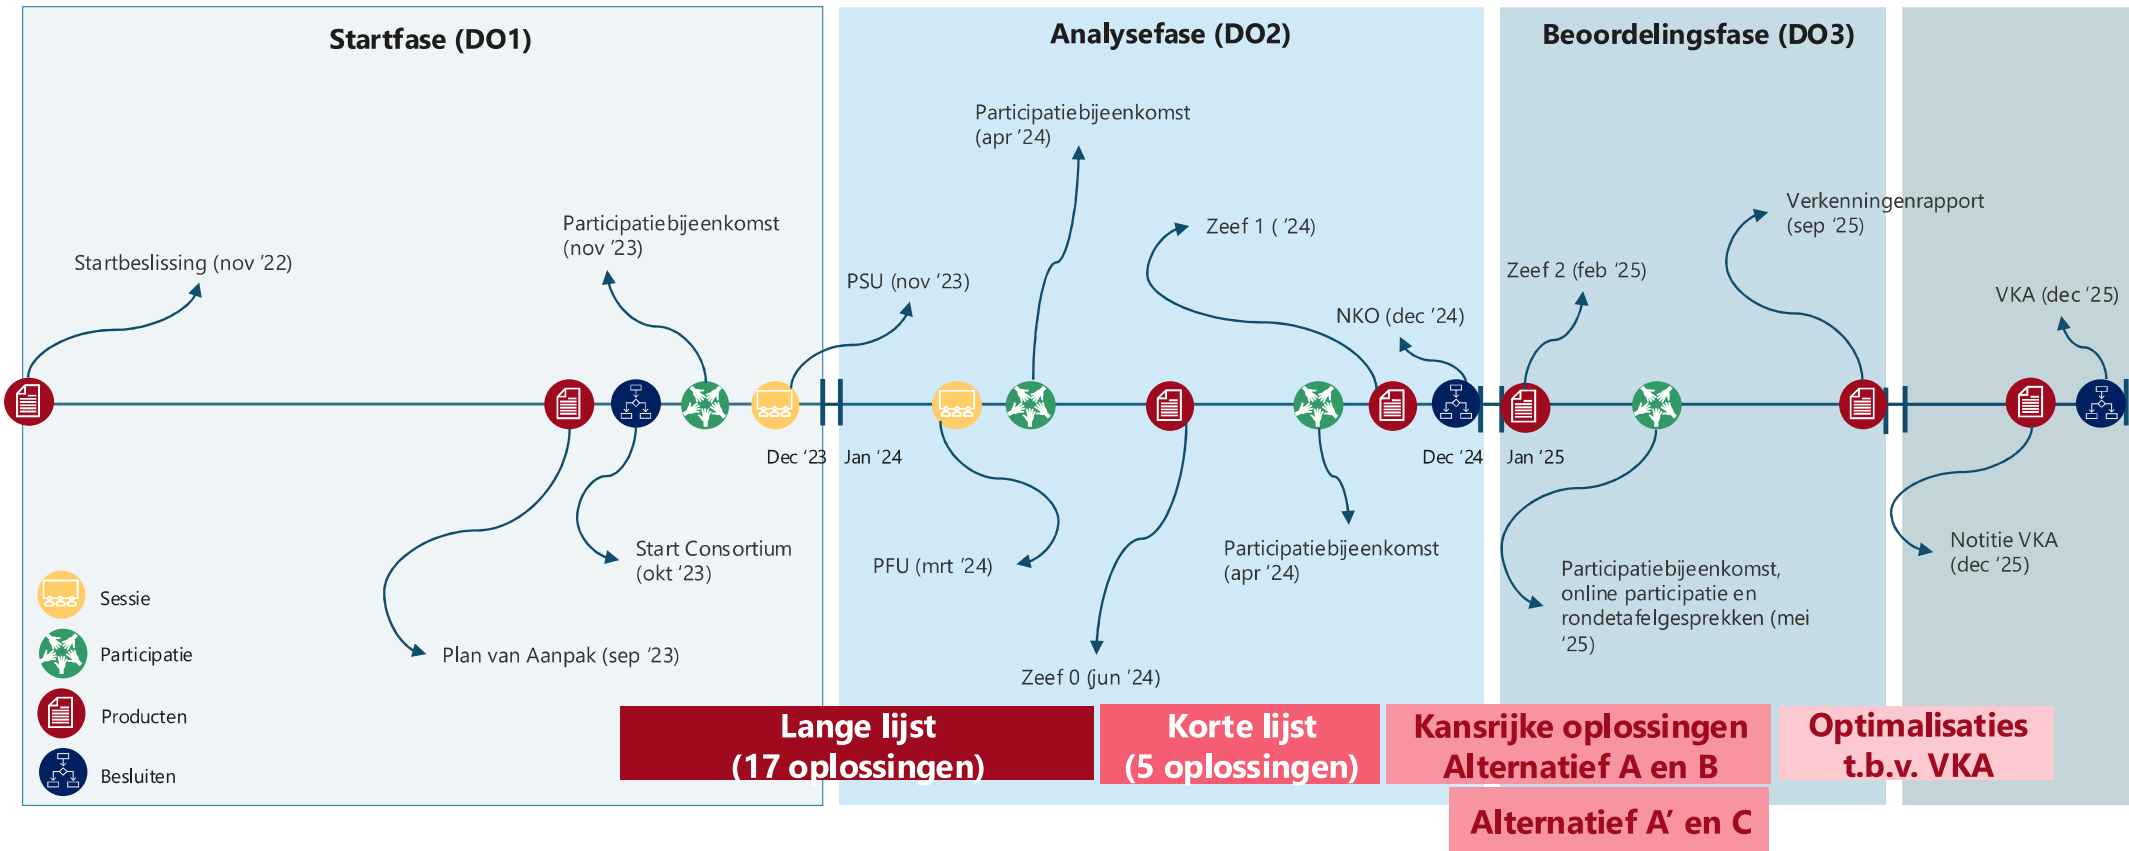 Startfase (DO1)
Analysefase (DO2)
Beoordelingsfase (DO3)
Participatiebijeenkomst
(apr ‘24)
Verkenningenrapport
(sep ‘25)
Participatiebijeenkomst
(nov ‘23)
Zeef 1 ( ‘24)
Startbeslissing (nov ‘22)
PSU (nov ‘23)
Zeef 2 (feb ‘25)
VKA (dec ‘25)
NKO (dec ‘24)
Dec ‘23
Jan ‘24
Dec ‘24
Jan ‘25
Start Consortium
(okt ‘23)
PFU (mrt ‘24)
Participatiebijeenkomst
(apr ‘24)
Notitie VKA
(dec ‘25)
Participatiebijeenkomst,
online participatie en
rondetafelgesprekken (mei
‘25)
Plan van Aanpak (sep ‘23)
Zeef 0 (jun ‘24)
Sessie
Participatie
Producten
Besluiten
Lange lijst
(17 oplossingen)
Korte lijst
(5 oplossingen)
Kansrijke oplossingen
Alternatief A en B
Optimalisaties
t.b.v. VKA
Alternatief A’ en C